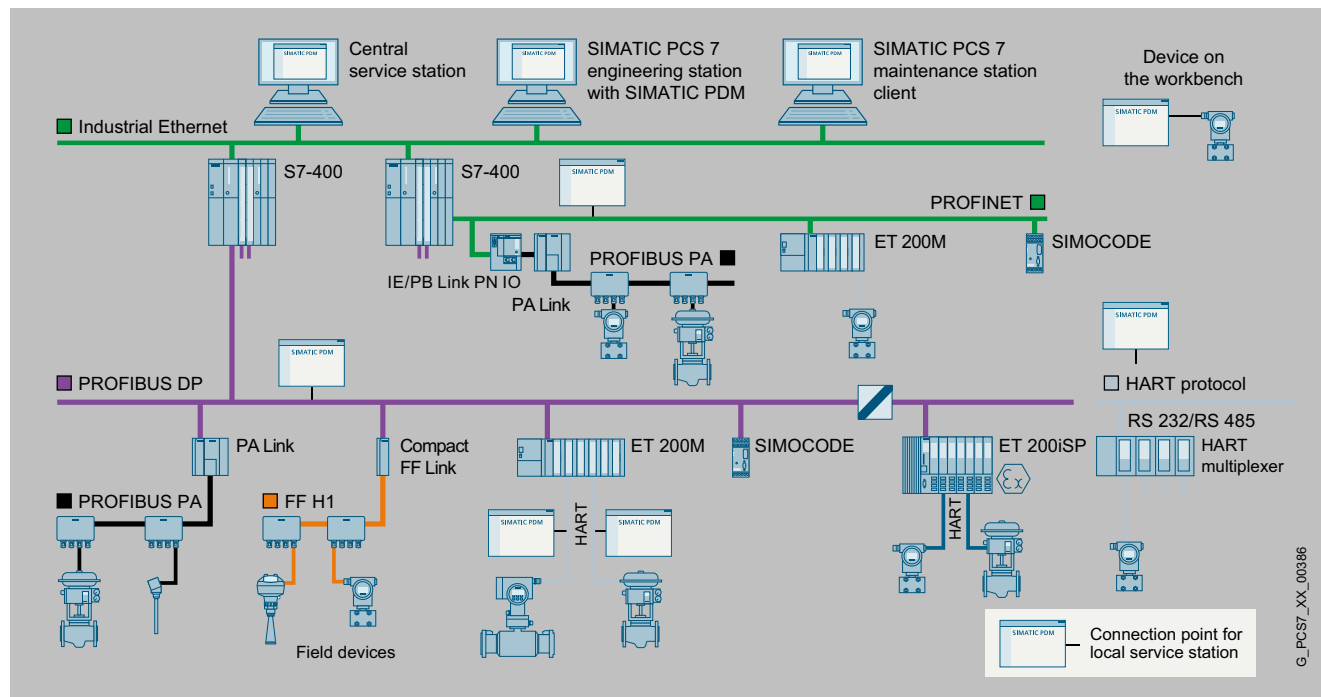 SIMATIC PDM
Central
service station
SIMATIC PDM
SIMATIC PCS 7
engineering station
with SIMATIC PDM
SIMATIC PDM
SIMATIC PCS 7
maintenance station
client
Device on
the workbench
SIMATIC PDM
Industrial Ethernet
S7-400
S7-400
SIMATIC PDM
PROFINET
IE/PB Link PN IO
PA Link
PROFIBUS PA
ET 200M
SIMOCODE
SIMATIC PDM
SIMATIC PDM
PROFIBUS DP
HART protocol
PA Link
Compact
FF Link
ET 200M
SIMOCODE
ET 200iSP
εx
RS 232/RS 485
HART
multiplexer
PROFIBUS PA
FF H1
SIMATIC PDM
HART
SIMATIC PDM
HART
Field devices
SIMATIC PDM
Connection point for
local service station
G_PCS7_XX_00386